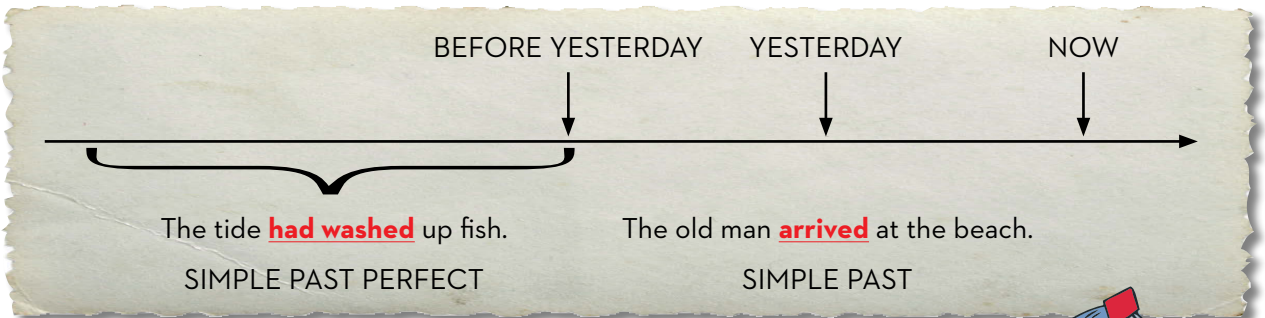 BEFORE YESTERDAY YESTERDAY NOW
The tide had washed up fish. The old man arrived at the beach.
SIMPLE PAST PERFECT SIMPLE PAST